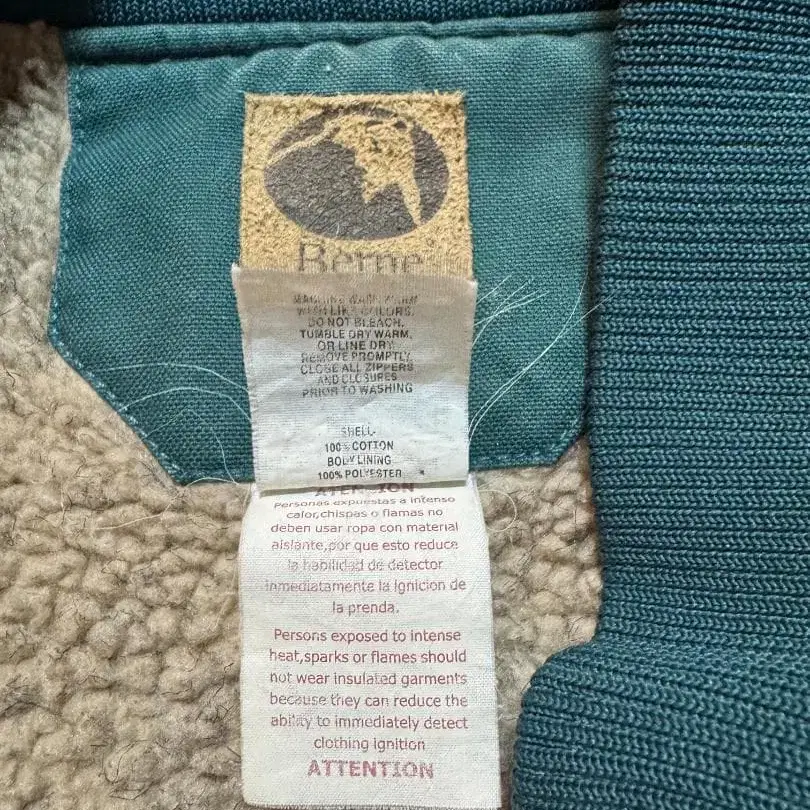 Berne
MACHINE WASH WARM
WITH LIKE COLORS.
DO NOT BLEACH.
TUMBLE DRY WARM,
OR LINE DRY
REMOVE PROMPTLY
CLOSE ALL ZIPPERS
AND CLOSURES
PRIOR TO WASHING
SHELL-
100% COTTON
BODY LINING
100% POLYESTER
Personas expuestas a intenso
calor,chispas o flamas no
deben usar ropa con material
aislante,por que esto reduce
la habilidad de detector
inmediatamente la ignicion de
la prenda.
Persons exposed to intense
heat,sparks or flames should
not wear insulated garments
because they can reduce the
ability to immediately detect
clothing ignition
ATTENTION